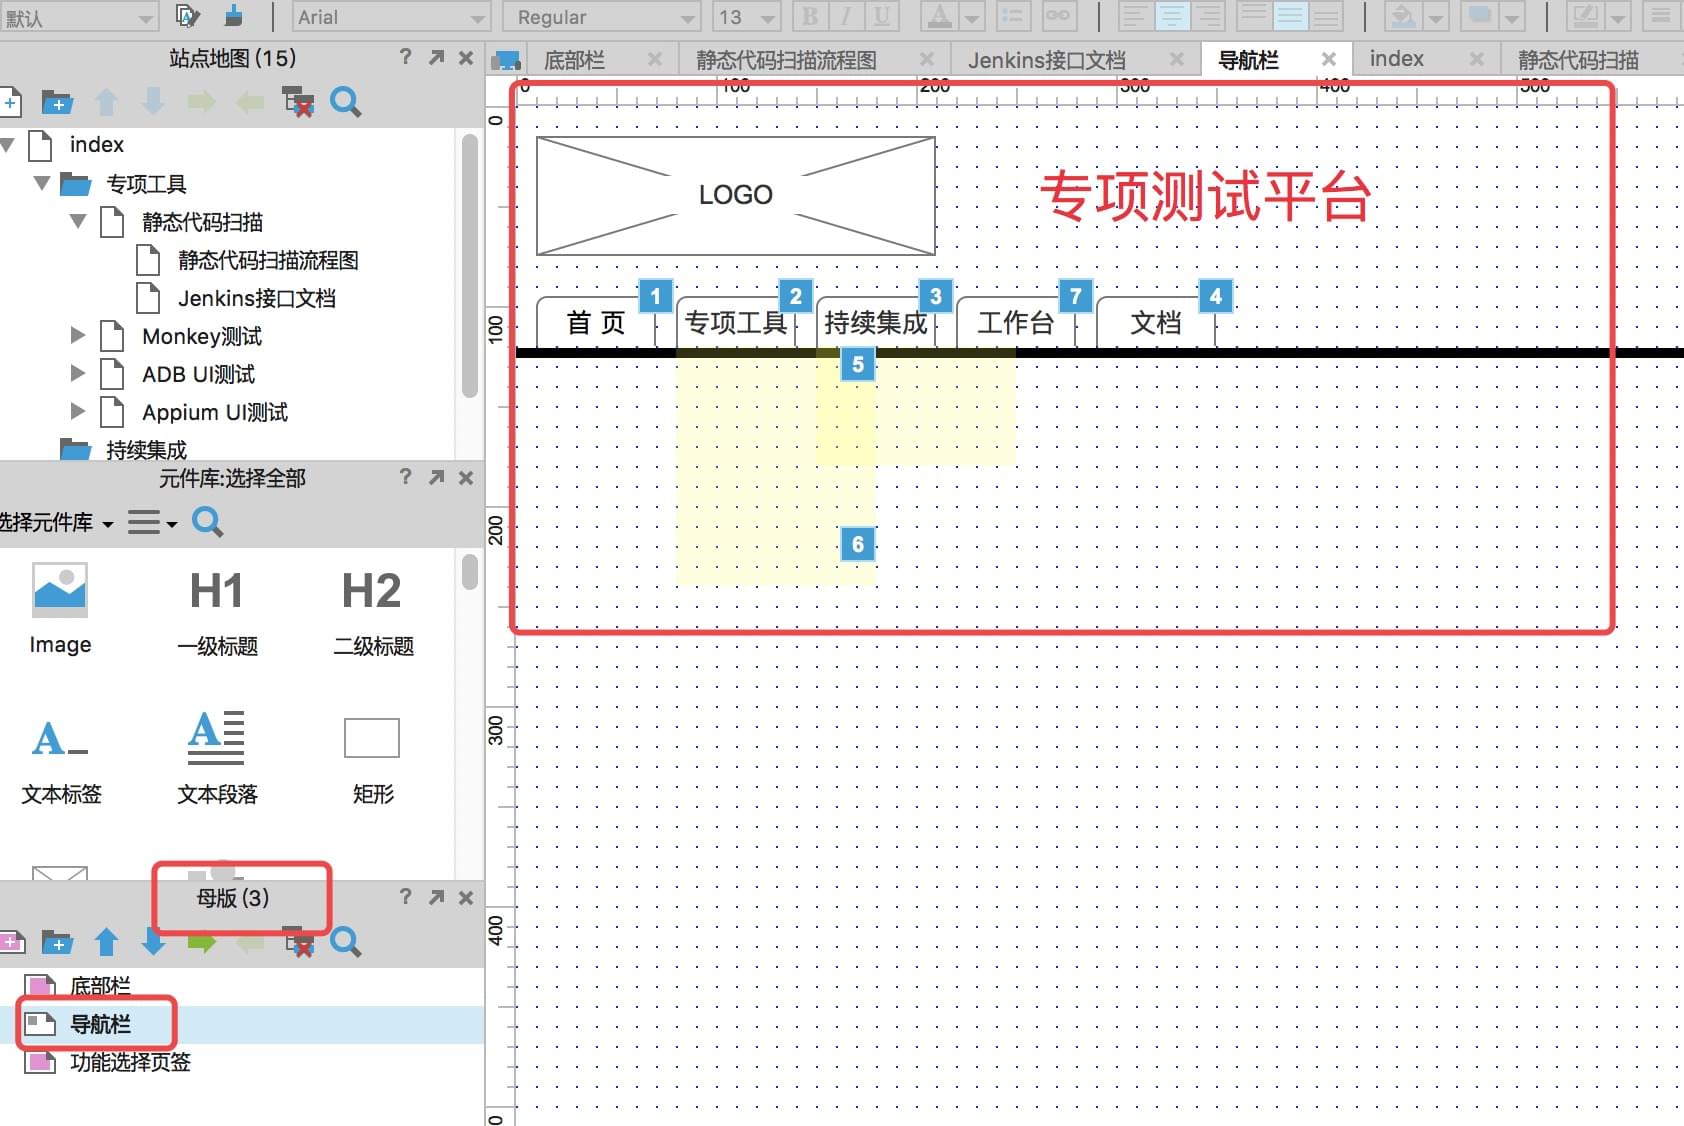 默认 Arial Regular 13 B I U A
站点地图 (15) ?
index
专项工具
静态代码扫描
静态代码扫描流程图
Jenkins接口文档
Monkey测试
ADB UI测试
Appium UI测试
持续集成
元件库:选择全部 ?
选择元件库
H1 H2
Image 一级标题 二级标题
A A
文本标签 文本段落 矩形
母版 (3) ?
底部栏
导航栏
功能选择页签
底部栏 静态代码扫描流程图 Jenkins接口文档 导航栏 index 静态代码扫描
0 100 200 300 400 500
0
100
200
300
400
0
LOGO
专项测试平台
1 2 3 7 4
首 页 专项工具 持续集成 工作台 文档
5
6